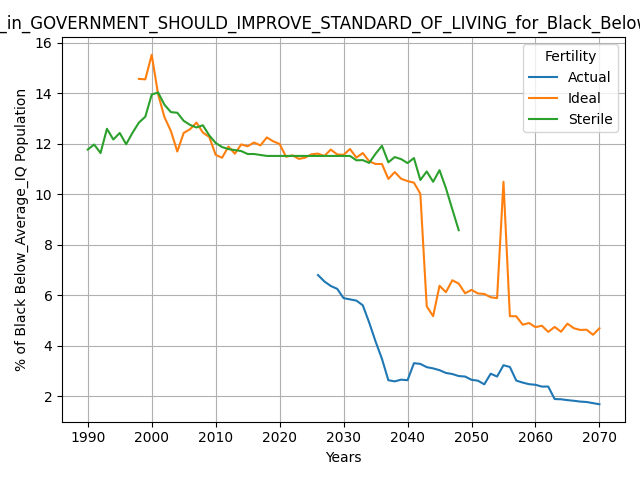 _in_GOVERNMENT_SHOULD_IMPROVE_STANDARD_OF_LIVING_for_Black_Below
Fertility
Actual
Ideal
Sterile
% of Black Below_Average_IQ Population
16
14
12
10
8
6
4
2
1990 2000 2010 2020 2030 2040 2050 2060 2070
Years